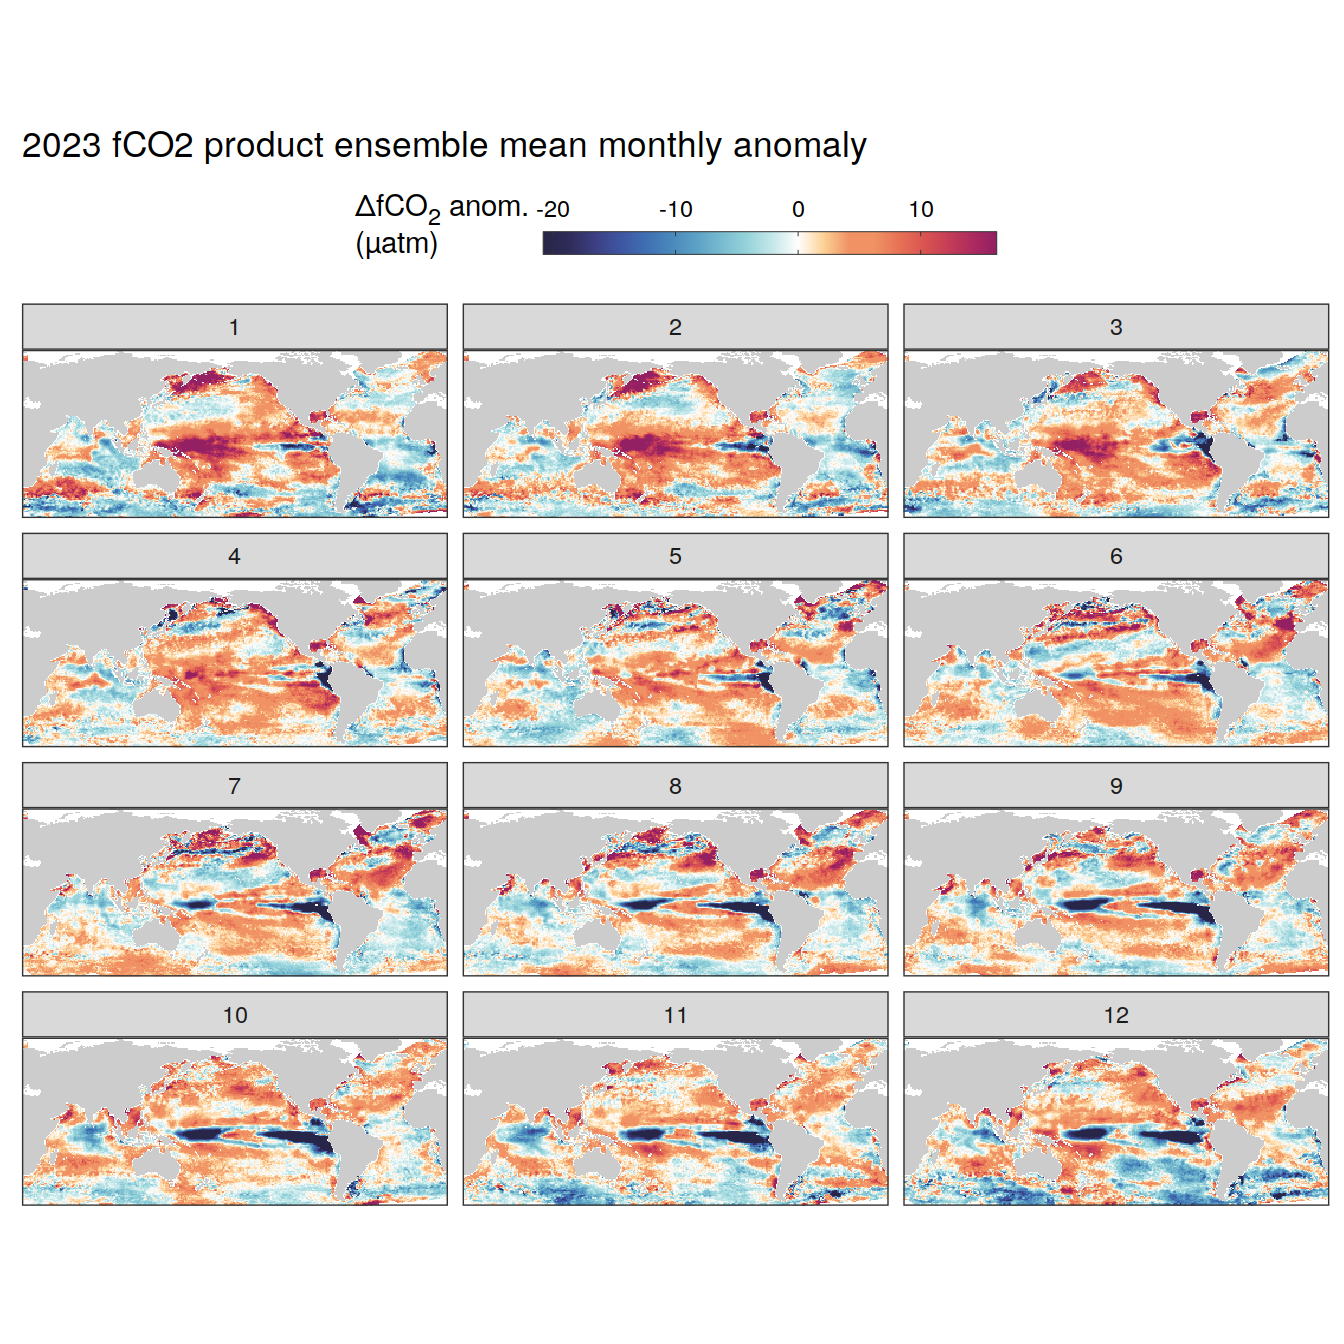 2023 fCO2 product ensemble mean monthly anomaly
ΔfCO₂ anom. -20 -10 0 10
(µatm)
1 2 3
4 5 6
7 8 9
10 11 12